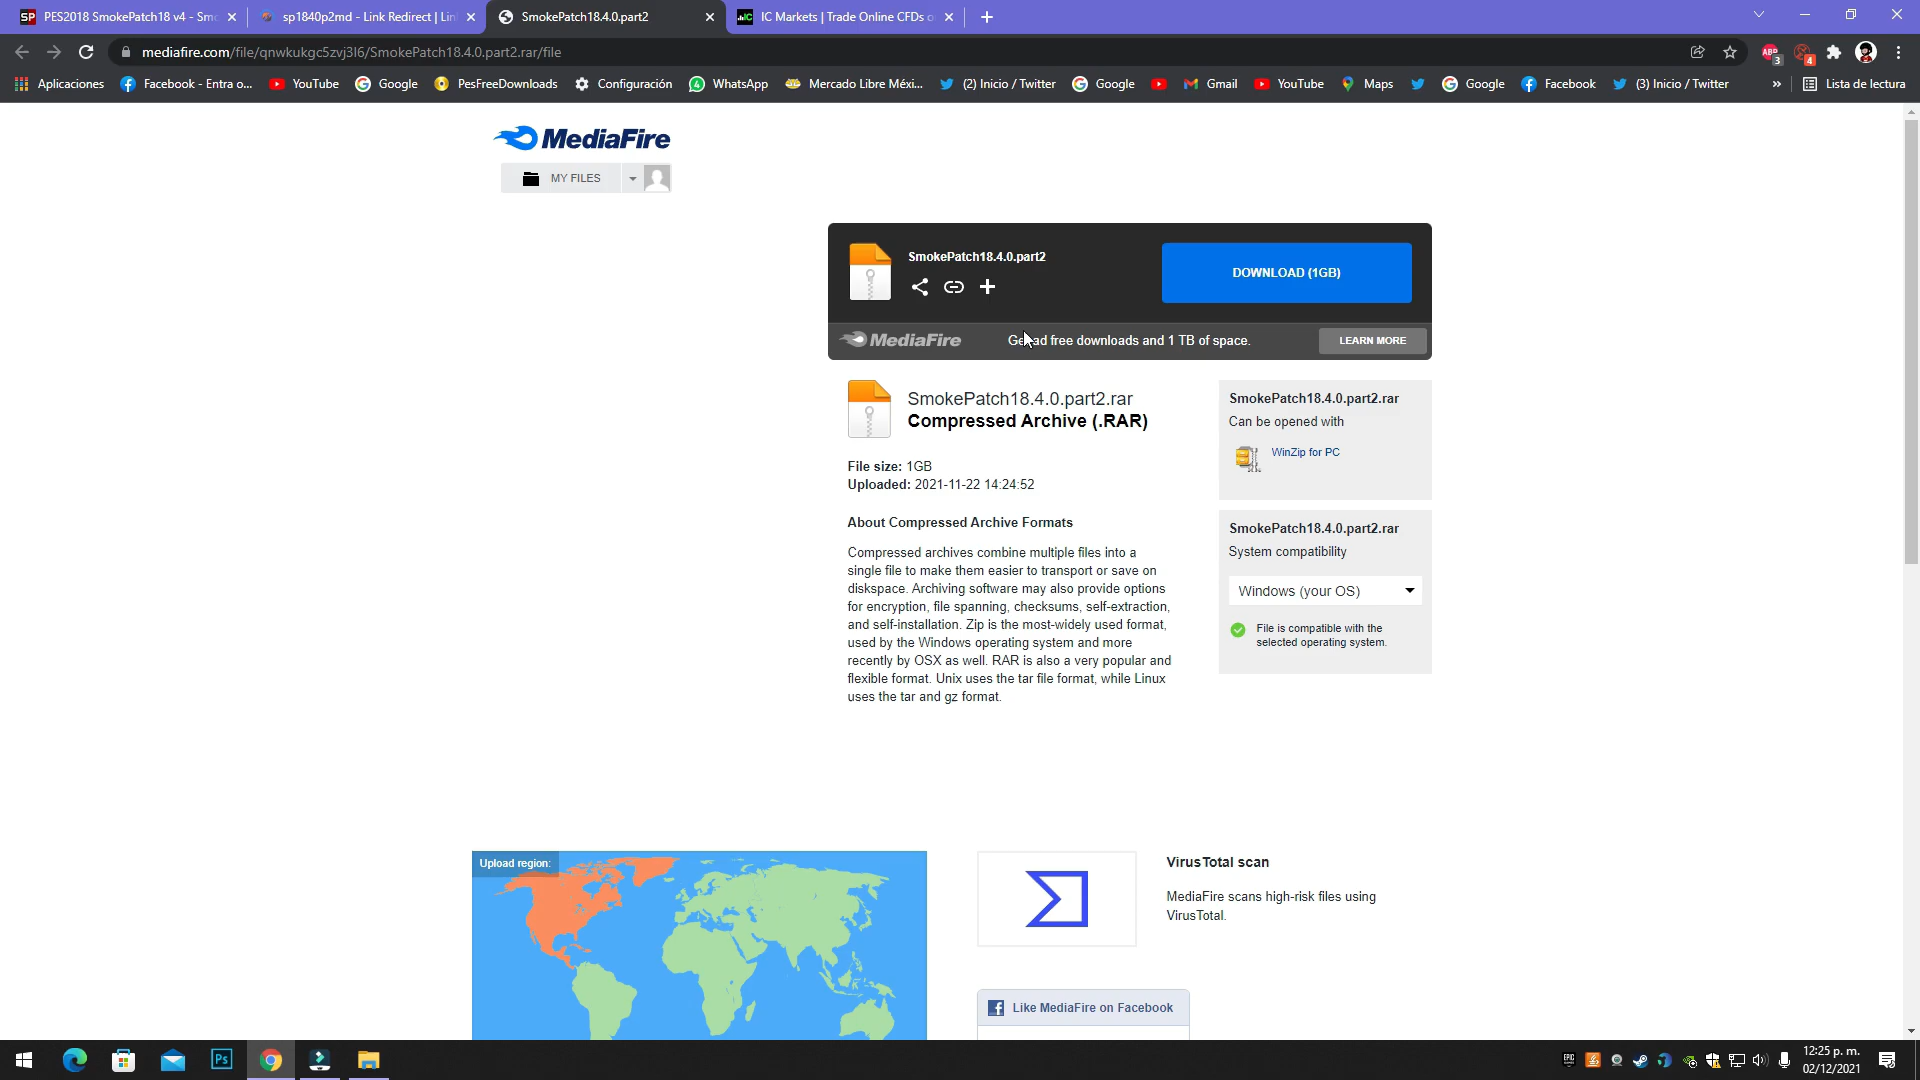 SP PES2018 SmokePatch18 v4 - Smo
sp1840p2md - Link Redirect | Lin
SmokePatch18.4.0.part2
IC Markets | Trade Online CFDs o
mediafire.com/file/qnwkukgc5zvj3l6/SmokePatch18.4.0.part2.rar/file
ABP 3
4
Aplicaciones
Facebook - Entra o...
YouTube
Google
PesFreeDownloads
Configuración
WhatsApp
Mercado Libre Méxi...
(2) Inicio / Twitter
Google
Gmail
YouTube
Maps
Google
Facebook
(3) Inicio / Twitter
»
Lista de lectura
MediaFire
MY FILES
SmokePatch18.4.0.part2
DOWNLOAD (1GB)
MediaFire
Get ad free downloads and 1 TB of space.
LEARN MORE
SmokePatch18.4.0.part2.rar
Compressed Archive (.RAR)
File size: 1GB
Uploaded: 2021-11-22 14:24:52
About Compressed Archive Formats
Compressed archives combine multiple files into a
single file to make them easier to transport or save on
diskspace. Archiving software may also provide options
for encryption, file spanning, checksums, self-extraction,
and self-installation. Zip is the most-widely used format,
used by the Windows operating system and more
recently by OSX as well. RAR is also a very popular and
flexible format. Unix uses the tar file format, while Linux
uses the tar and gz format.
SmokePatch18.4.0.part2.rar
Can be opened with
WinZip for PC
SmokePatch18.4.0.part2.rar
System compatibility
Windows (your OS)
File is compatible with the
selected operating system.
Upload region:
VirusTotal scan
MediaFire scans high-risk files using
VirusTotal.
Like MediaFire on Facebook
Ps
EPIC
12:25 p. m.
02/12/2021